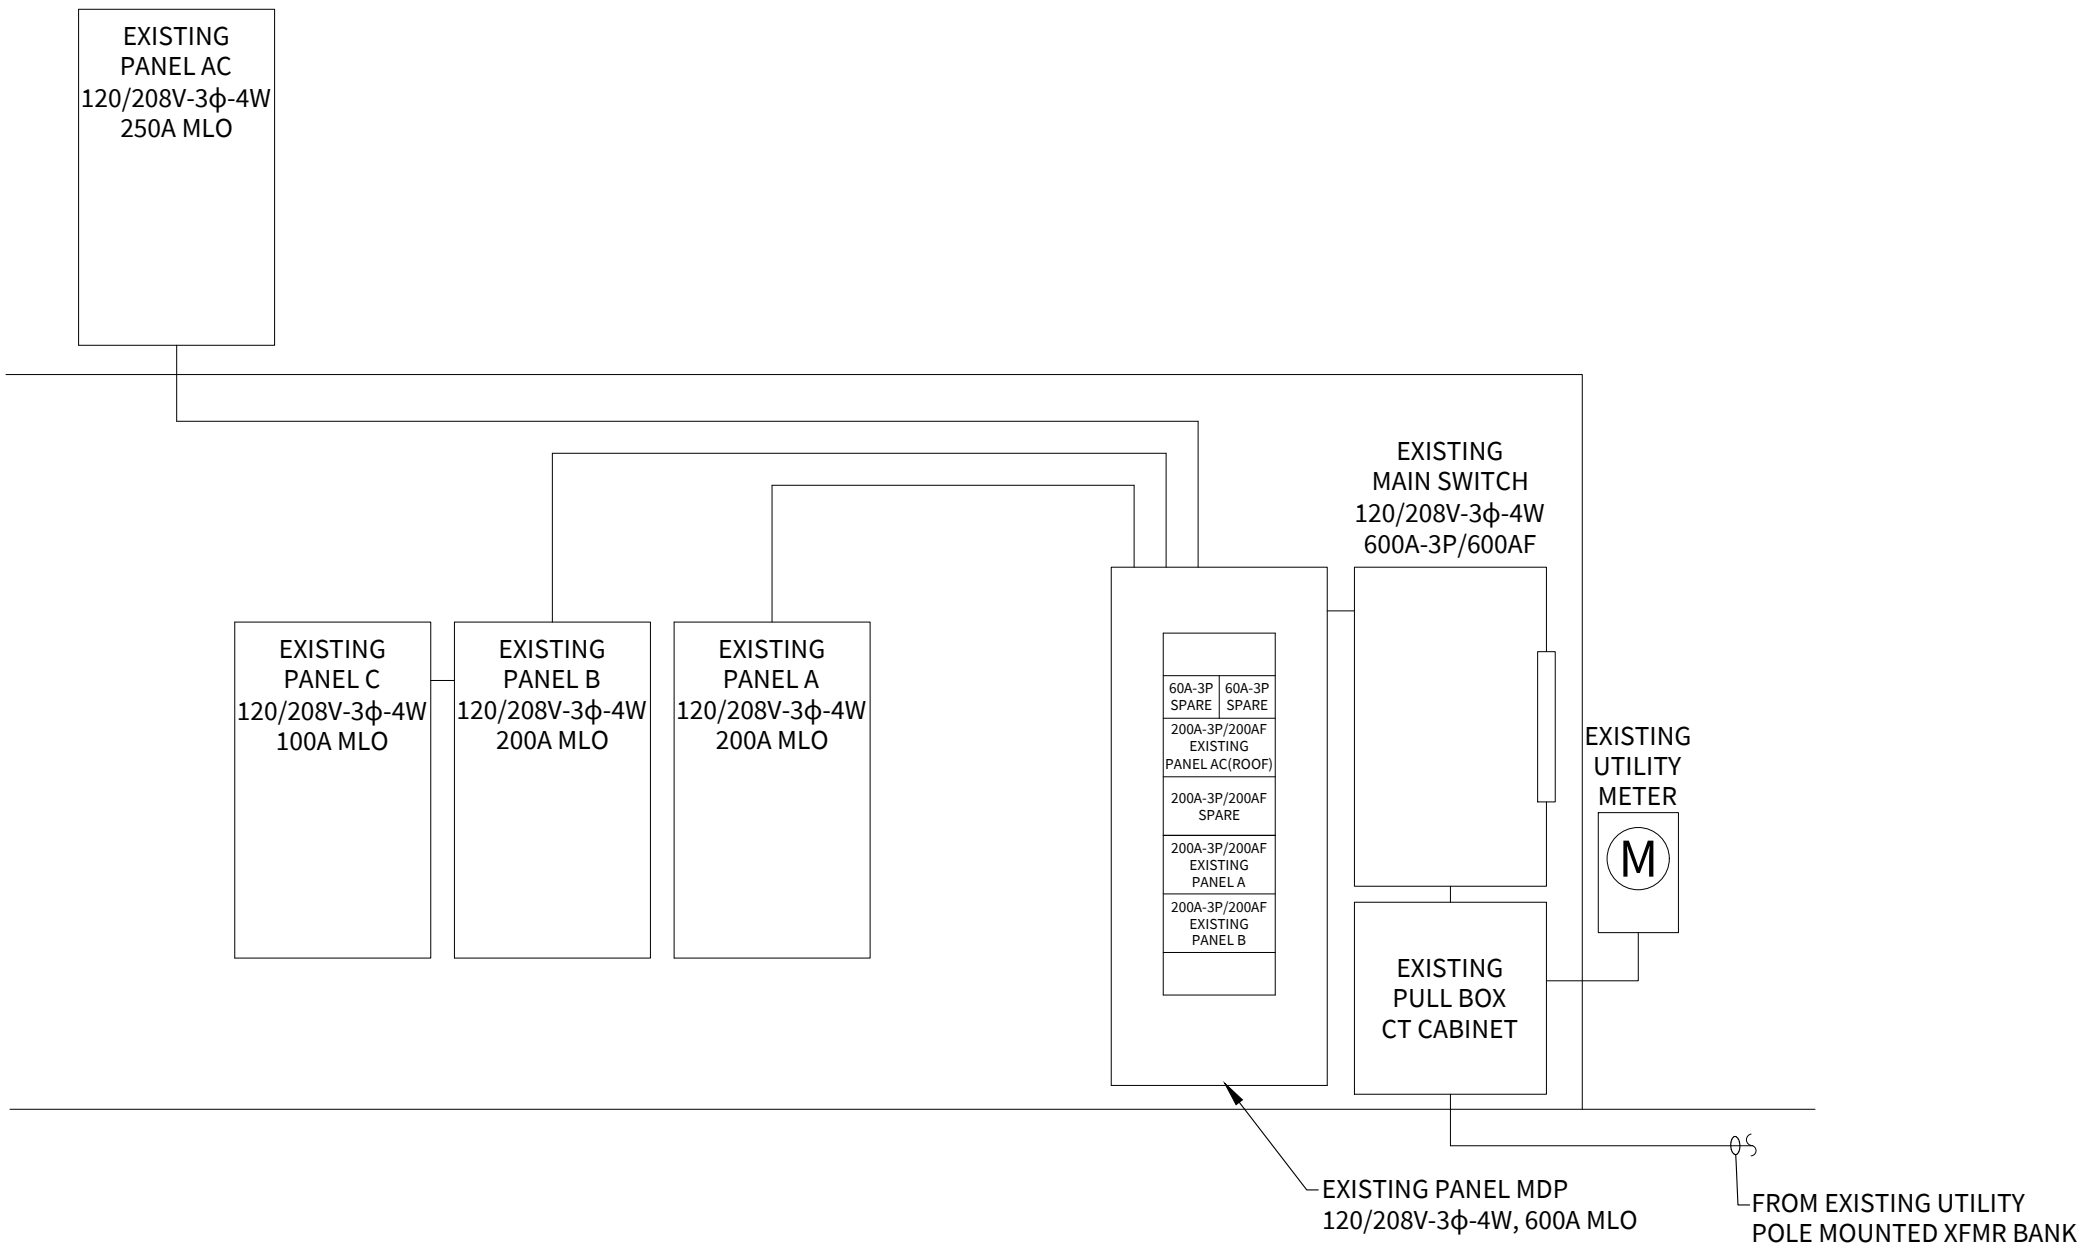 EXISTING
PANEL AC
120/208V-3ϕ-4W
250A MLO
EXISTING
MAIN SWITCH
120/208V-3ϕ-4W
600A-3P/600AF
EXISTING
PANEL C
120/208V-3ϕ-4W
100A MLO
EXISTING
PANEL B
120/208V-3ϕ-4W
200A MLO
EXISTING
PANEL A
120/208V-3ϕ-4W
200A MLO
60A-3P
SPARE
60A-3P
SPARE
200A-3P/200AF
EXISTING
PANEL AC(ROOF)
200A-3P/200AF
SPARE
200A-3P/200AF
EXISTING
PANEL A
200A-3P/200AF
EXISTING
PANEL B
EXISTING
UTILITY
METER
M
EXISTING
PULL BOX
CT CABINET
EXISTING PANEL MDP
120/208V-3ϕ-4W, 600A MLO
FROM EXISTING UTILITY
POLE MOUNTED XFMR BANK